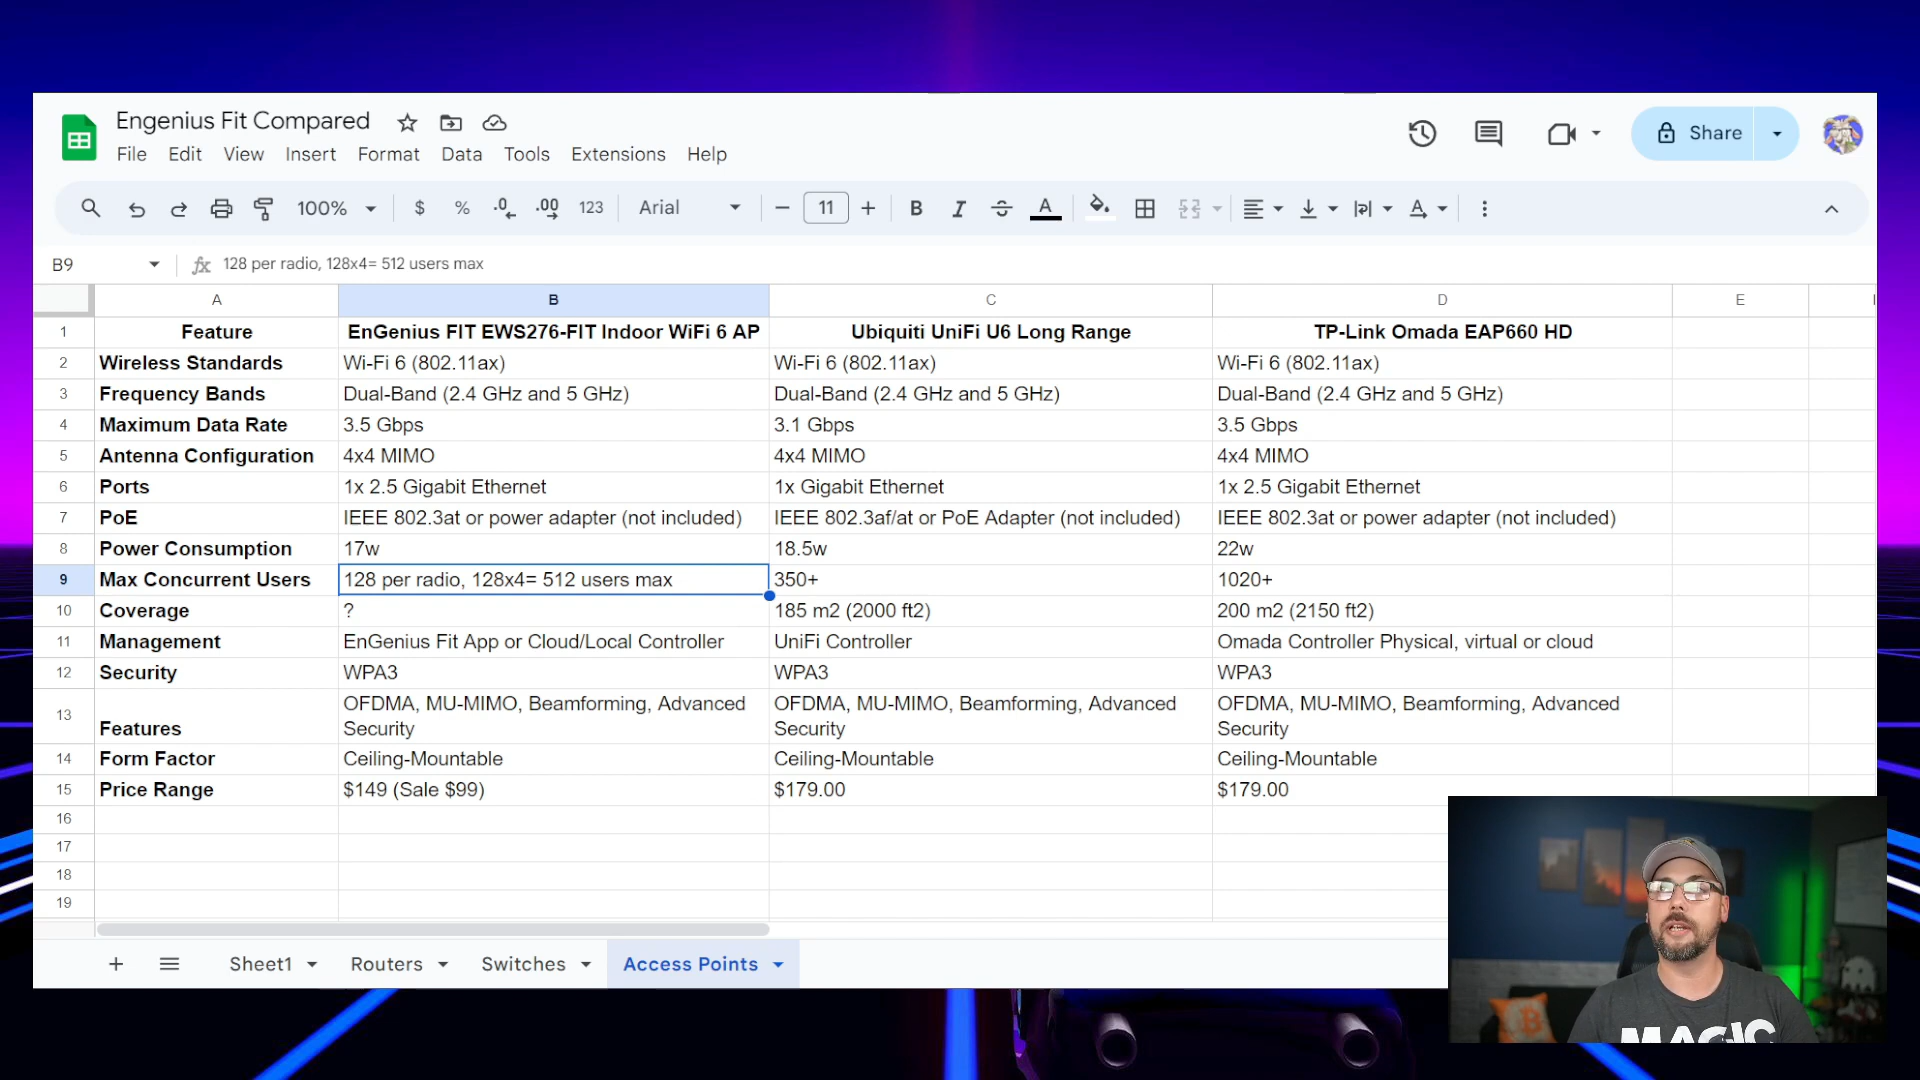 Engenius Fit Compared
File Edit View Insert Format Data Tools Extensions Help
Share
100% $ % .0 .00 123 Arial 11 B I S A
B9 fx 128 per radio, 128x4= 512 users max
A B C D E
1 Feature EnGenius FIT EWS276-FIT Indoor WiFi 6 AP Ubiquiti UniFi U6 Long Range TP-Link Omada EAP660 HD
2 Wireless Standards Wi-Fi 6 (802.11ax) Wi-Fi 6 (802.11ax) Wi-Fi 6 (802.11ax)
3 Frequency Bands Dual-Band (2.4 GHz and 5 GHz) Dual-Band (2.4 GHz and 5 GHz) Dual-Band (2.4 GHz and 5 GHz)
4 Maximum Data Rate 3.5 Gbps 3.1 Gbps 3.5 Gbps
5 Antenna Configuration 4x4 MIMO 4x4 MIMO 4x4 MIMO
6 Ports 1x 2.5 Gigabit Ethernet 1x Gigabit Ethernet 1x 2.5 Gigabit Ethernet
7 PoE IEEE 802.3at or power adapter (not included) IEEE 802.3af/at or PoE Adapter (not included) IEEE 802.3at or power adapter (not included)
8 Power Consumption 17w 18.5w 22w
9 Max Concurrent Users 128 per radio, 128x4= 512 users max 350+ 1020+
10 Coverage ? 185 m2 (2000 ft2) 200 m2 (2150 ft2)
11 Management EnGenius Fit App or Cloud/Local Controller UniFi Controller Omada Controller Physical, virtual or cloud
12 Security WPA3 WPA3 WPA3
OFDMA, MU-MIMO, Beamforming, Advanced OFDMA, MU-MIMO, Beamforming, Advanced OFDMA, MU-MIMO, Beamforming, Advanced
13 Features Security Security Security
14 Form Factor Ceiling-Mountable Ceiling-Mountable Ceiling-Mountable
15 Price Range $149 (Sale $99) $179.00 $179.00
16
17
18
19
Sheet1 Routers Switches Access Points
MAGIC